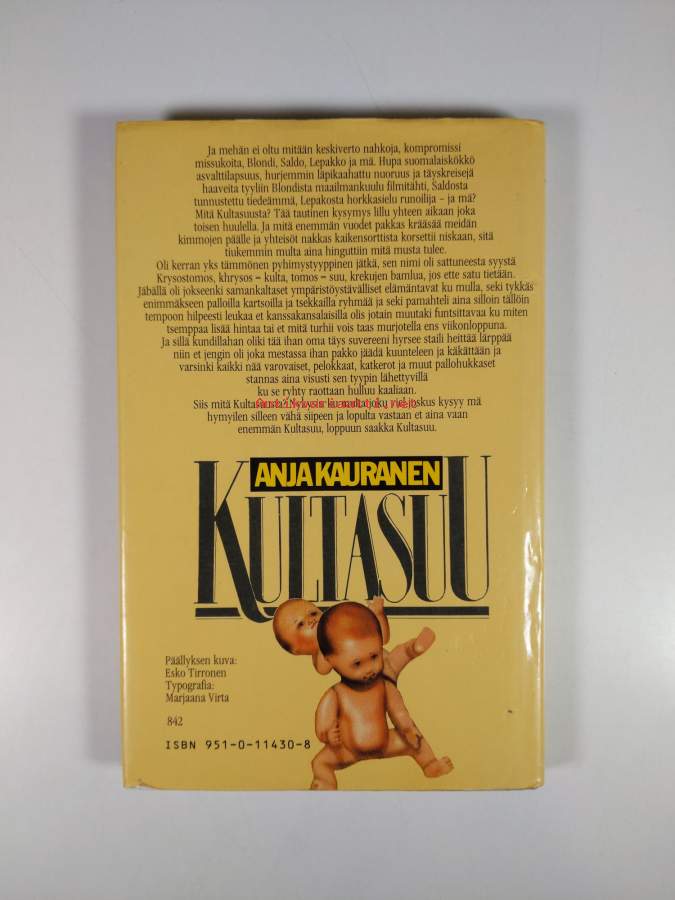 Ja mehän ei oltu mitään keskiverto nahkoja, kompromissi
missukoita, Blondi, Saldo, Lepakko ja mä. Hupa suomalaiskökkö
asvalttilapsuus, hurjemmin läpikaahattu nuoruus ja täyskreisejä
haaveita tyyliin Blondista maailmankuulu filmitähti, Saldosta
tunnustettu tiedeämmä, Lepakosta horkkasielu runoilija – ja mä?
Mitä Kultasuusta? Tää tautinen kysymys lillu yhteen aikaan joka
toisen huulella. Ja mitä enemmän vuodet pakkas krääsää meidän
kimmojen päälle ja yhteisöt nakkas kaikensorttista korsettii niskaan, sitä
tiukemmin multa aina hinguttiin mitä musta tulee.
Oli kerran yks tämmönen pyhimystyyppinen jätkä, sen nimi oli sattuneesta syystä
Krysostomos, khrysos – kulta, tomos – suu, krekujen bamlua, jos ette satu tietään.
Jäbällä oli jokseenki samankaltaset ympäristöystävälliset elämäntavat ku mulla, seki tykkäs
enimmäkseen palloilla kartsoilla ja tsekkailla ryhmää ja seki pamahteli aina silloin tällöin
tempoon hilpeesti leukaa et kanssakansalaisilla olis jotain muutaki funtsittavaa ku miten
tsemppaa lisää hintaa tai et mitä turhii vois taas murjotella ens viikonloppuna.
Ja sillä kundillahan oliki tää ihan oma täys suvereeni hyrsee staili heittää lärppää
niin et jengin oli joka mestassa ihan pakko jäädä kuunteleen ja käkättään ja
varsinki kaikki nää varovaiset, pelokkaat, katkerot ja muut pallohukkaset
stannas aina visusti sen tyypin lähettyvillä
ku se ryhty raottaan hulluu kaaliaan.
Siis mitä Kultasuusta? joskus kysyy mä
hymyilen silleen vähä siipeen ja lopulta vastaan et aina vaan
enemmän Kultasuu, loppuun saakka Kultasuu.
ANJA KAURANEN
KULTASUU
Päällyksen kuva:
Esko Tirronen
Typografia:
Marjaana Virta
842
ISBN 951-0-11430-8